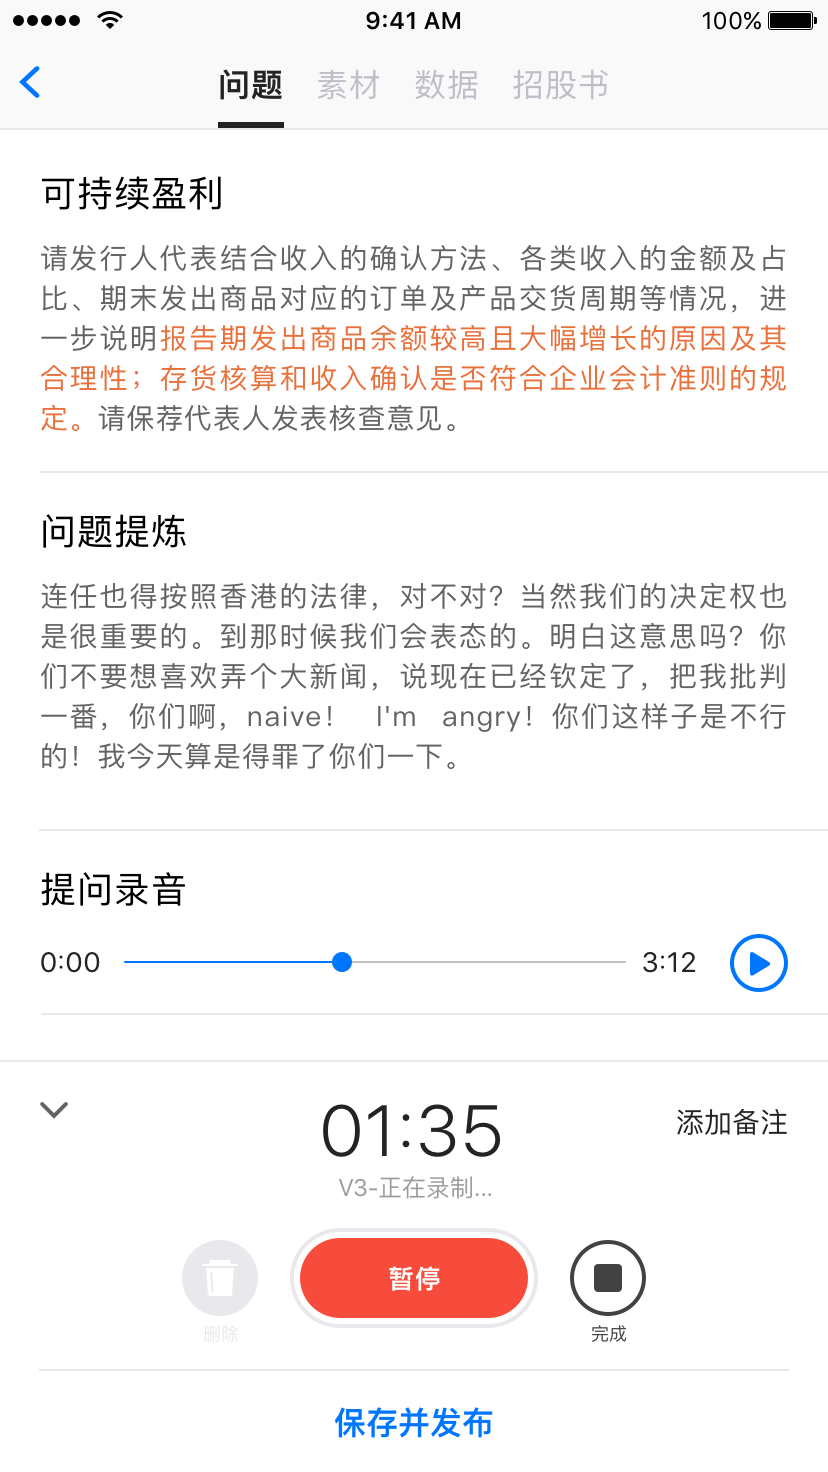 9:41 AM 100%
问题 素材 数据 招股书
可持续盈利
请发行人代表结合收入的确认方法、各类收入的金额及占
比、期末发出商品对应的订单及产品交货周期等情况，进
一步说明报告期发出商品余额较高且大幅增长的原因及其
合理性；存货核算和收入确认是否符合企业会计准则的规
定。请保荐代表人发表核查意见。
问题提炼
连任也得按照香港的法律，对不对？当然我们的决定权也
是很重要的。到那时候我们会表态的。明白这意思吗？你
们不要想喜欢弄个大新闻，说现在已经钦定了，把我批判
一番，你们啊，naive！ I'm angry！你们这样子是不行
的！我今天算是得罪了你们一下。
提问录音
0:00 3:12
01:35
添加备注
V3-正在录制...
暂停
删除 完成
保存并发布